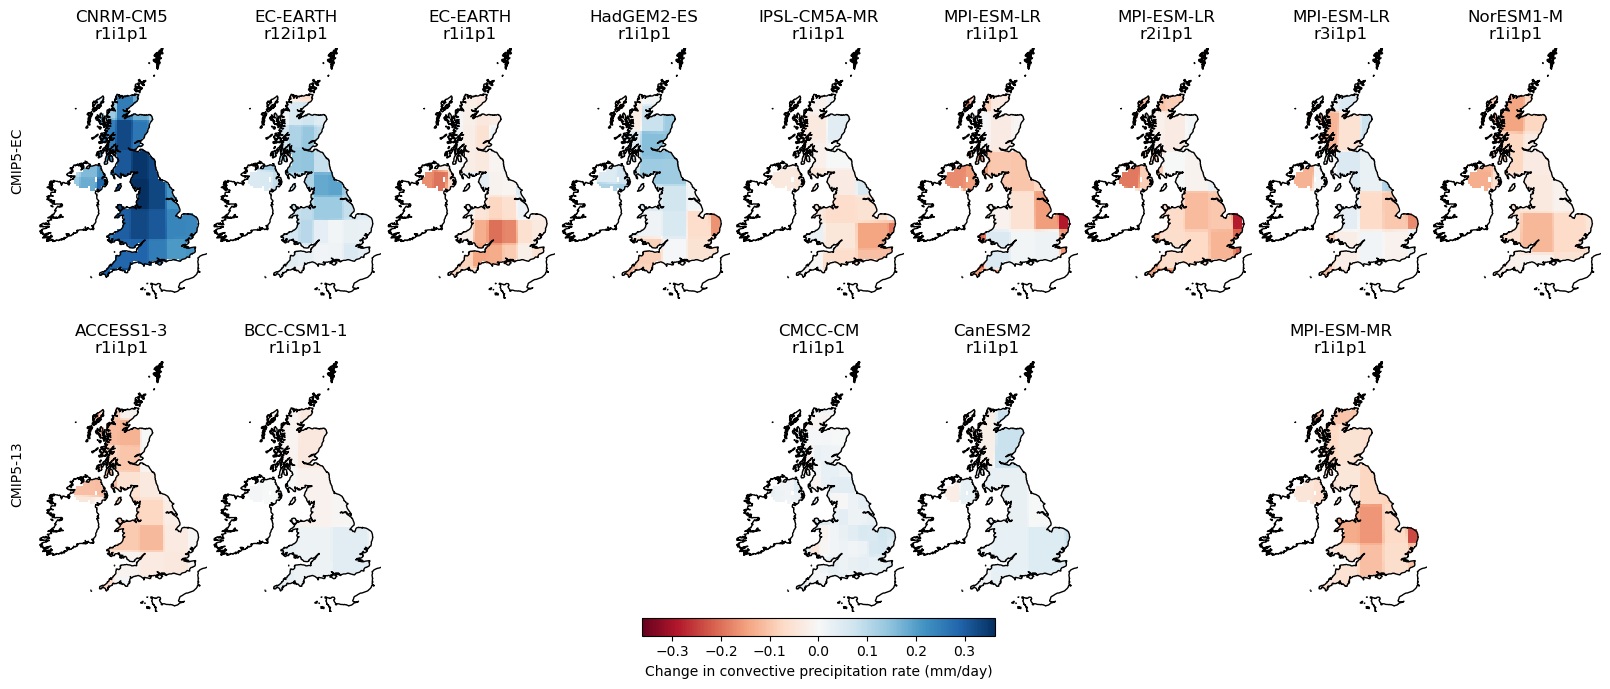 CNRM-CM5
r1i1p1
EC-EARTH
r12i1p1
EC-EARTH
r1i1p1
HadGEM2-ES
r1i1p1
IPSL-CM5A-MR
r1i1p1
MPI-ESM-LR
r1i1p1
MPI-ESM-LR
r2i1p1
MPI-ESM-LR
r3i1p1
NorESM1-M
r1i1p1
CMIP5-EC
ACCESS1-3
r1i1p1
BCC-CSM1-1
r1i1p1
CMCC-CM
r1i1p1
CanESM2
r1i1p1
MPI-ESM-MR
r1i1p1
CMIP5-13
−0.3 −0.2 −0.1 0.0 0.1 0.2 0.3
Change in convective precipitation rate (mm/day)